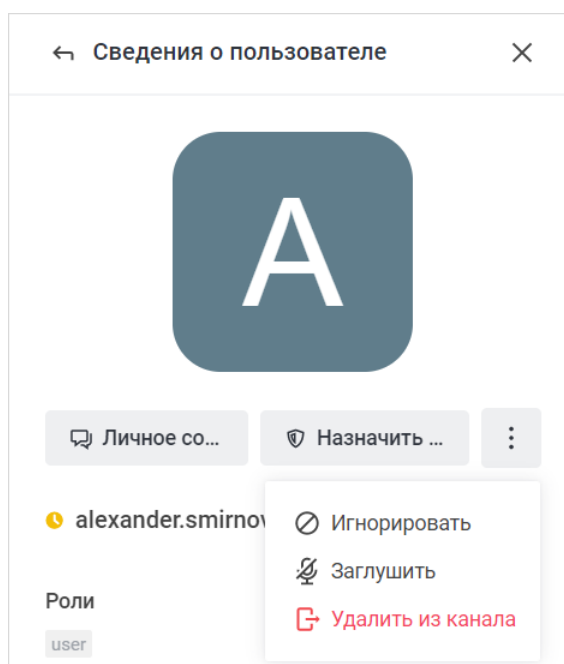 Сведения о пользователе
A
Личное со...
Назначить ...
alexander.smirnov
Игнорировать
Заглушить
Роли
Удалить из канала
user